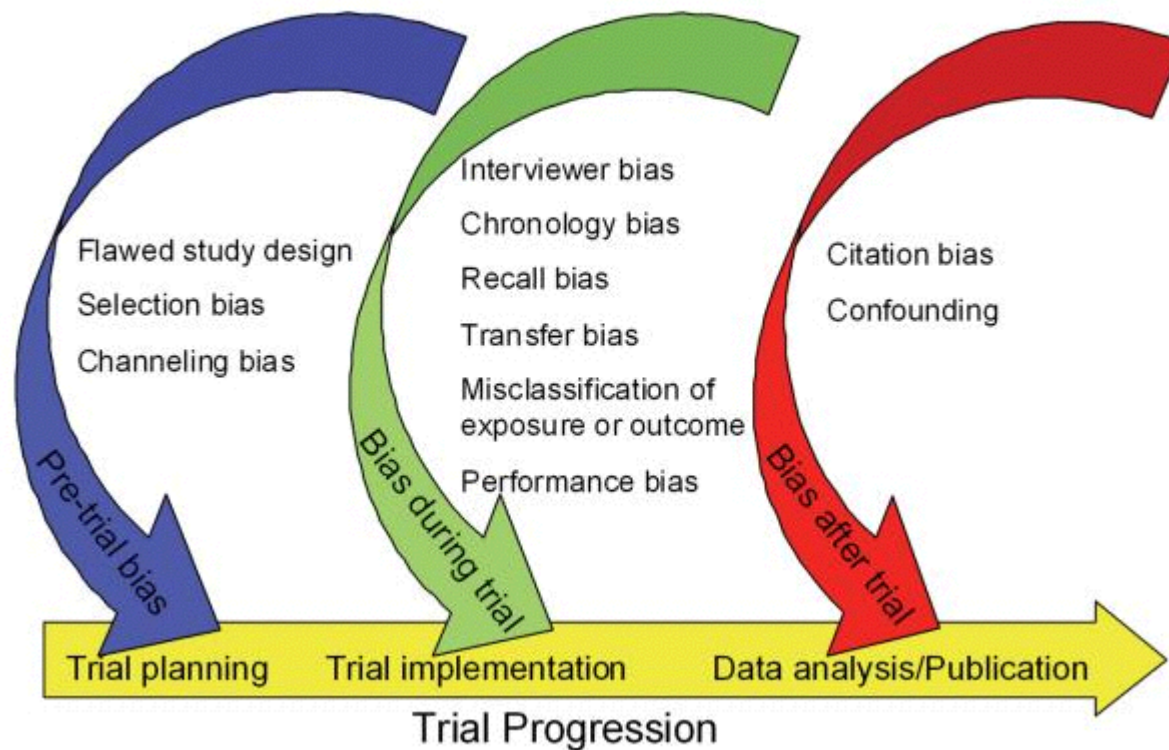 Flawed study design
Selection bias
Channeling bias
Pre-trial bias
Interviewer bias
Chronology bias
Recall bias
Transfer bias
Misclassification of
exposure or outcome
Performance bias
Bias during trial
Citation bias
Confounding
Bias after trial
Trial planning
Trial implementation
Data analysis/Publication
Trial Progression